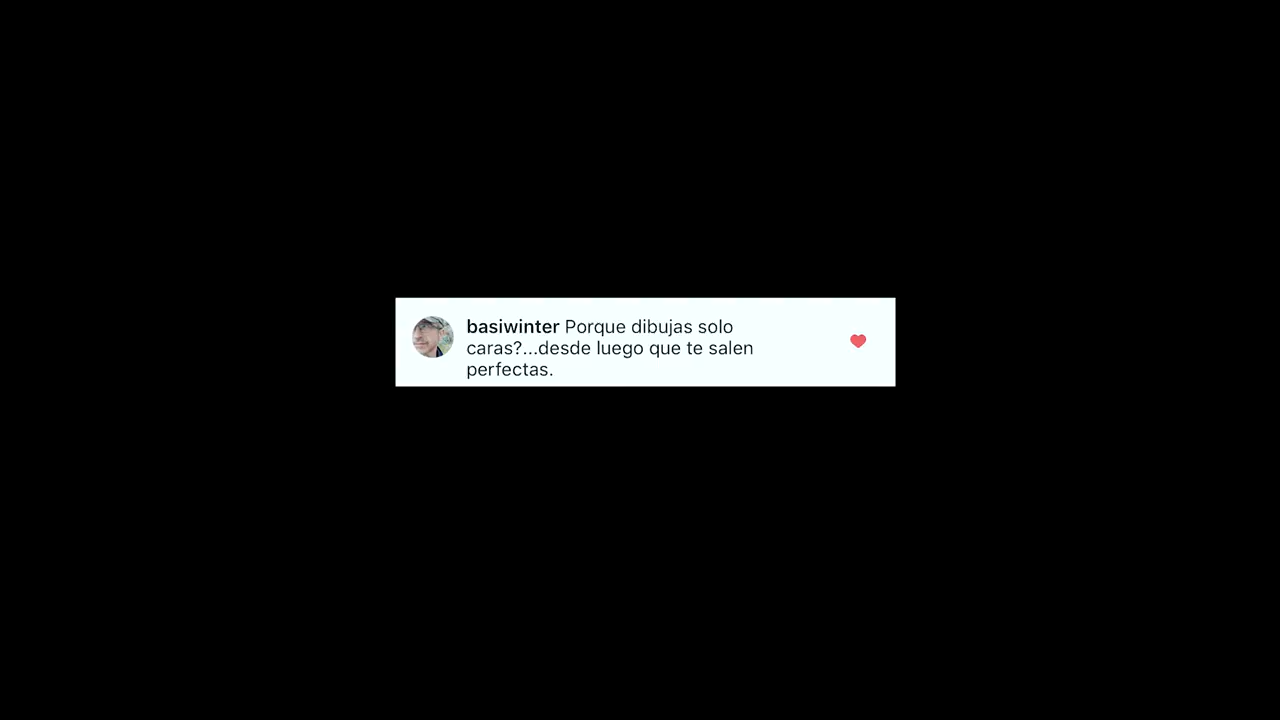 basiwinter Porque dibujas solo
caras?...desde luego que te salen
perfectas.